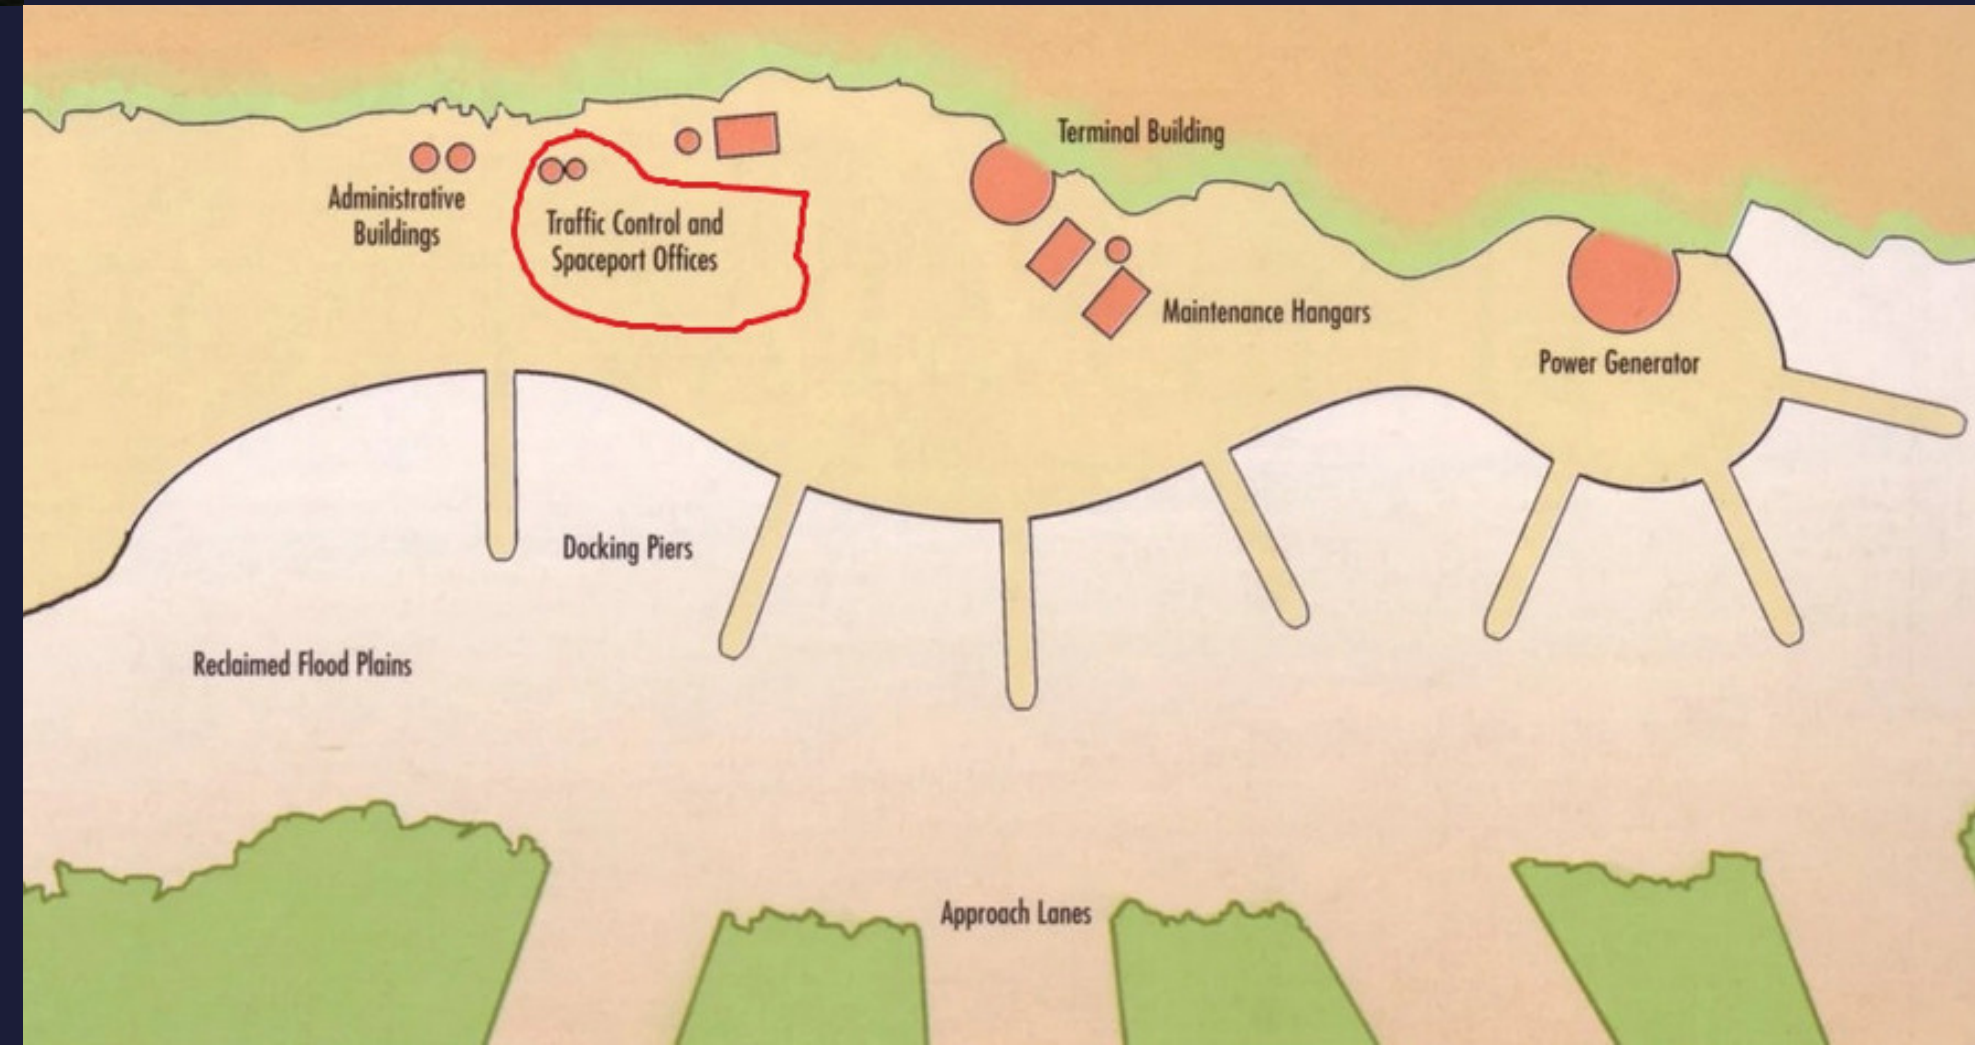 Terminal Building
Administrative
Buildings
Traffic Control and
Spaceport Offices
Maintenance Hangars
Power Generator
Docking Piers
Reclaimed Flood Plains
Approach Lanes